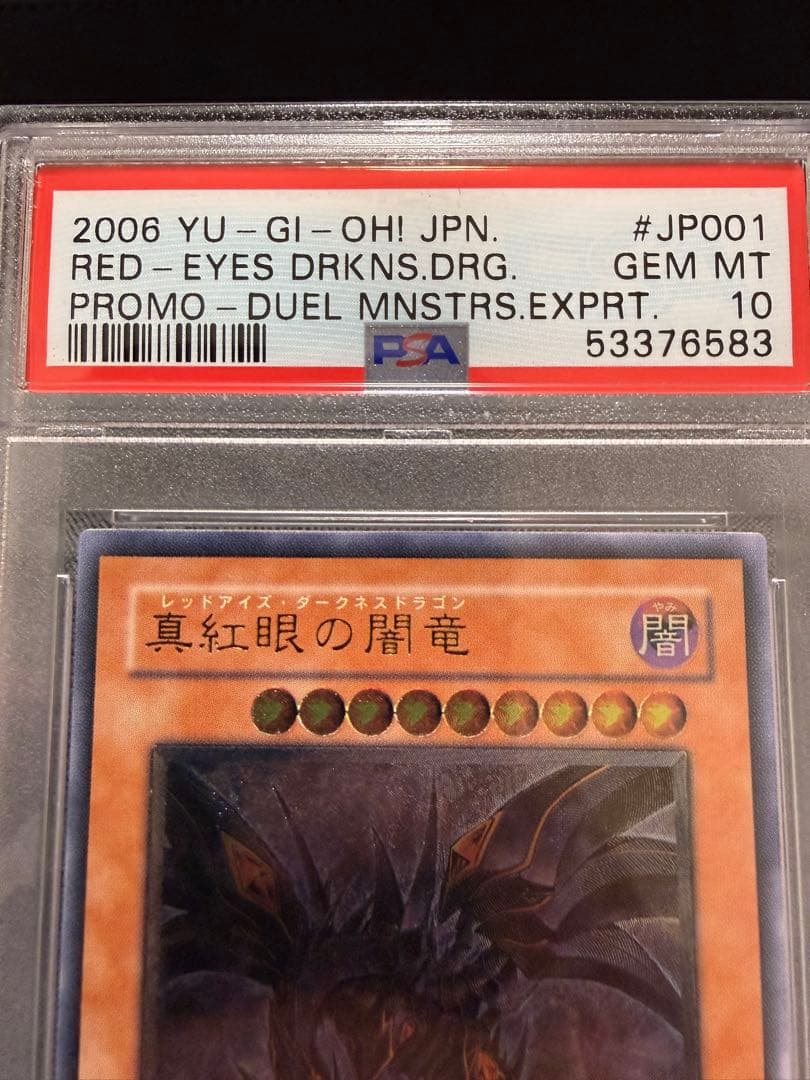 2006 YU-GI-OH! JPN. #JP001
RED-EYES DRKNS.DRG. GEM MT
PROMO-DUEL MNSTRS.EXPRT. 10
PSA 53376583
レッドアイズ・ダークネスドラゴン
真紅眼の闇竜
やみ
闇